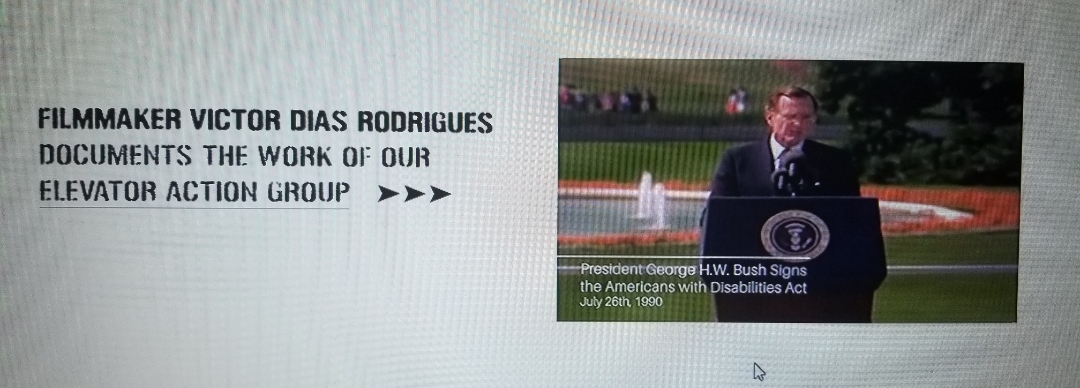 FILMMAKER VICTOR DIAS RODRIGUES
DOCUMENTS THE WORK OF OUR
ELEVATOR ACTION GROUP
President George H.W. Bush Signs
the Americans with Disabilities Act
July 26th, 1990